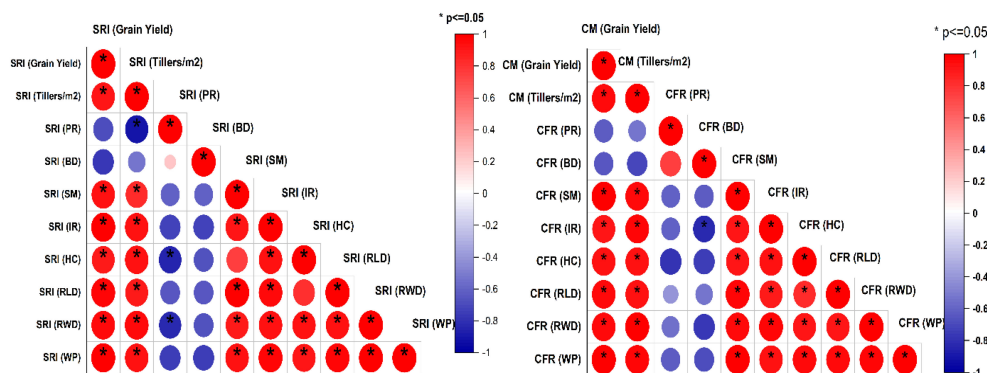 * p<=0.05
SRI (Grain Yield)
SRI (Grain Yield) * SRI (Tillers/m2)
SRI (Tillers/m2) * * SRI (PR)
SRI (PR) * * SRI (BD)
SRI (BD) * SRI (SM)
SRI (SM) * * * SRI (IR)
SRI (IR) * * * * SRI (HC)
SRI (HC) * * * * * SRI (RLD)
SRI (RLD) * * * * * SRI (RWD)
SRI (RWD) * * * * * * * * SRI (WP)
SRI (WP) * * * * * * * *
1
0.8
0.6
0.4
0.2
0
-0.2
-0.4
-0.6
-0.8
-1
* p<=0.05
CM (Grain Yield)
CM (Grain Yield) * CM (Tillers/m2)
CM (Tillers/m2) * * CFR (PR)
CFR (PR) * CFR (BD)
CFR (BD) * CFR (SM)
CFR (SM) * * * CFR (IR)
CFR (IR) * * * * * CFR (HC)
CFR (HC) * * * * * CFR (RLD)
CFR (RLD) * * * * * * CFR (RWD)
CFR (RWD) * * * * * * * CFR (WP)
CFR (WP) * * * * * * * *
1
0.8
0.6
0.4
0.2
0
-0.2
-0.4
-0.6
-0.8
-1